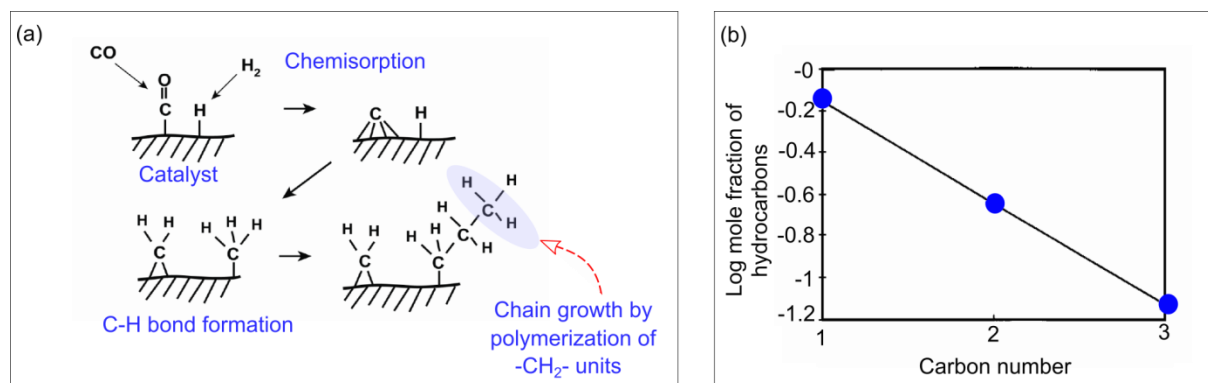 (a)
CO
H₂
Chemisorption
O
C
H
C
H
Catalyst
H
H
C
H
H
H
C
C-H bond formation
H
H
C
H
H
C
H
H
C
H
H
C
H
Chain growth by
polymerization of
-CH₂- units
(b)
Log mole fraction of
hydrocarbons
-0
-0.2
-0.4
-0.6
-0.8
-1
-1.2
1
2
3
Carbon number